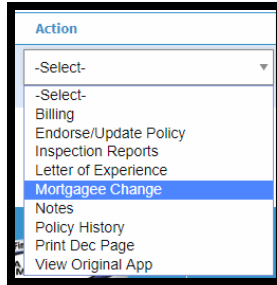 Action
-Select-
-Select-
Billing
Endorse/Update Policy
Inspection Reports
Letter of Experience
Mortgagee Change
Notes
Policy History
Print Dec Page
View Original App